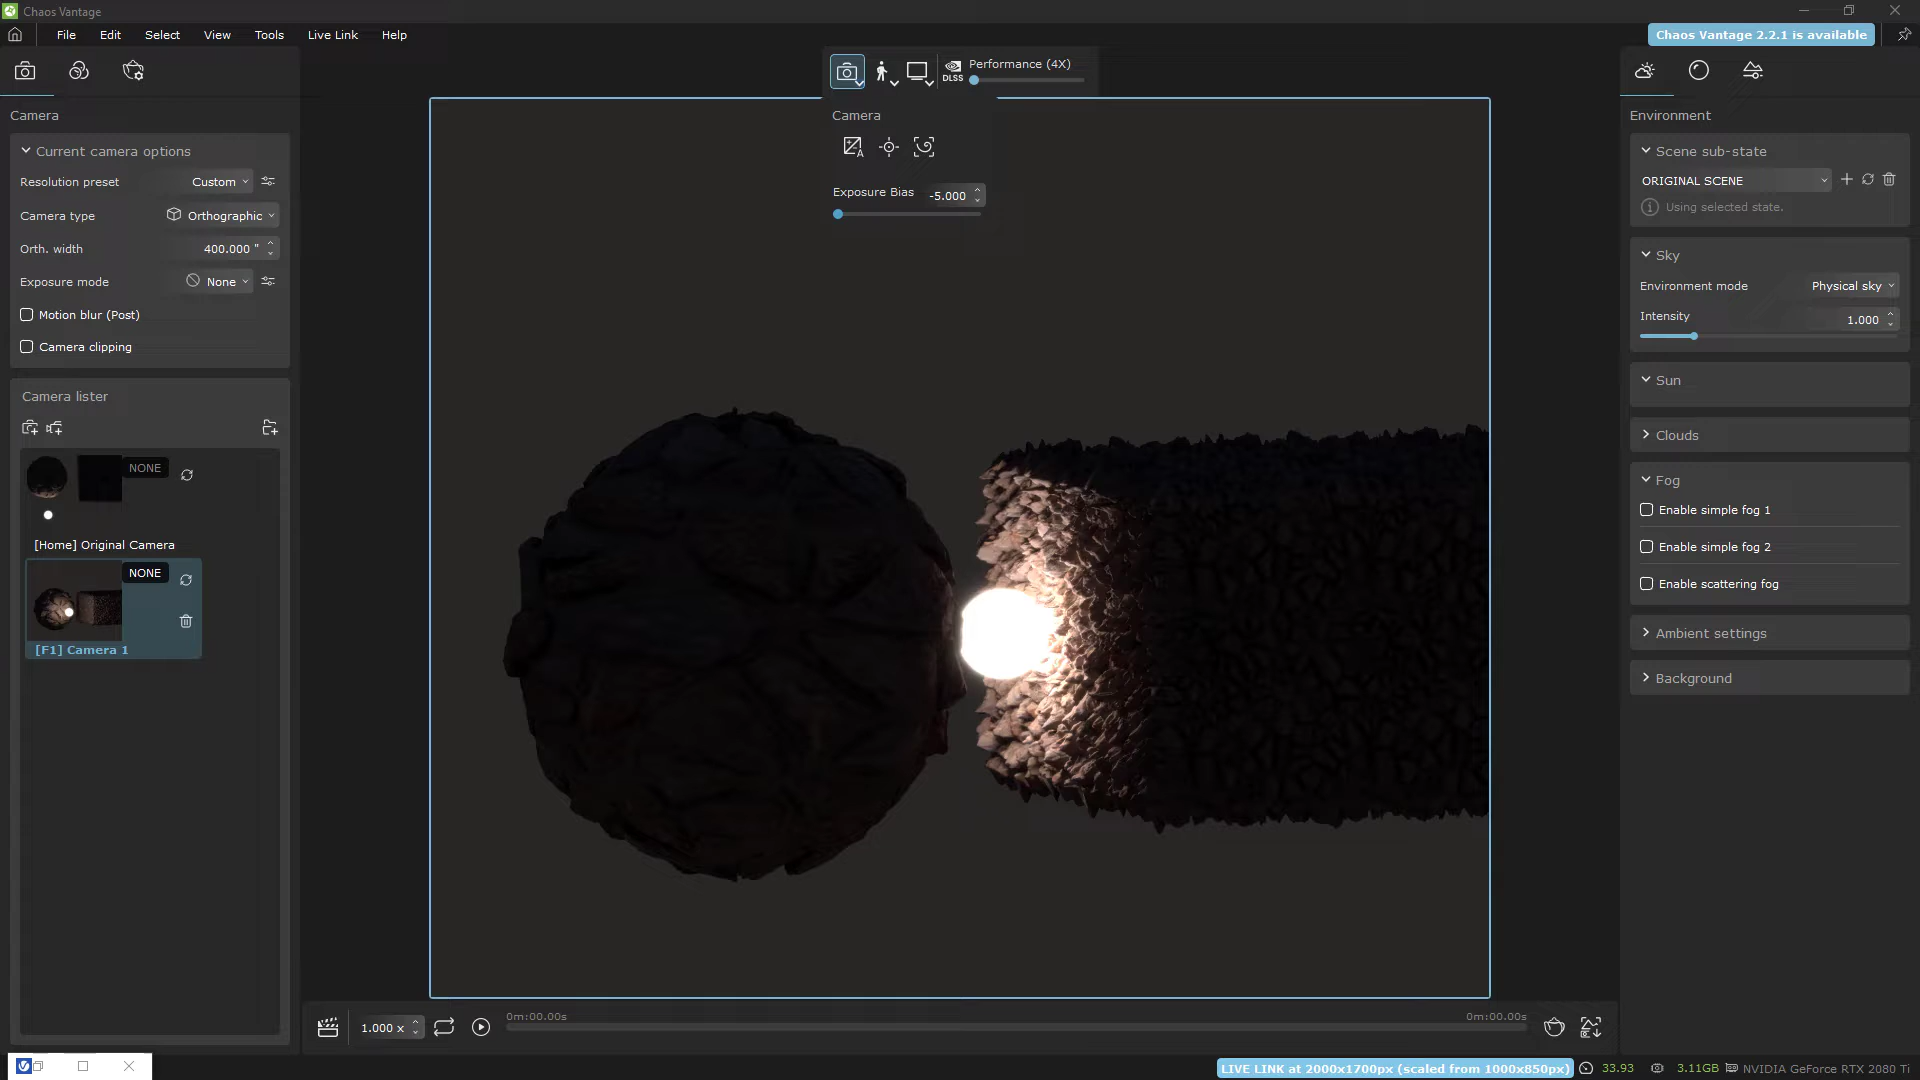 Chaos Vantage
File Edit Select View Tools Live Link Help
Chaos Vantage 2.2.1 is available
DLSS
Performance (4X)
Camera
Current camera options
Resolution preset Custom
Camera type Orthographic
Orth. width 400.000 "
Exposure mode None
Motion blur (Post)
Camera clipping
Camera lister
NONE
[Home] Original Camera
NONE
[F1] Camera 1
Camera
A
Exposure Bias -5.000
Environment
Scene sub-state
ORIGINAL SCENE
Using selected state.
Sky
Environment mode Physical sky
Intensity 1.000
Sun
Clouds
Fog
Enable simple fog 1
Enable simple fog 2
Enable scattering fog
Ambient settings
Background
1.000 x
0m:00.00s 0m:00.00s
LIVE LINK at 2000x1700px (scaled from 1000x850px) 33.93 3.11GB NVIDIA GeForce RTX 2080 Ti